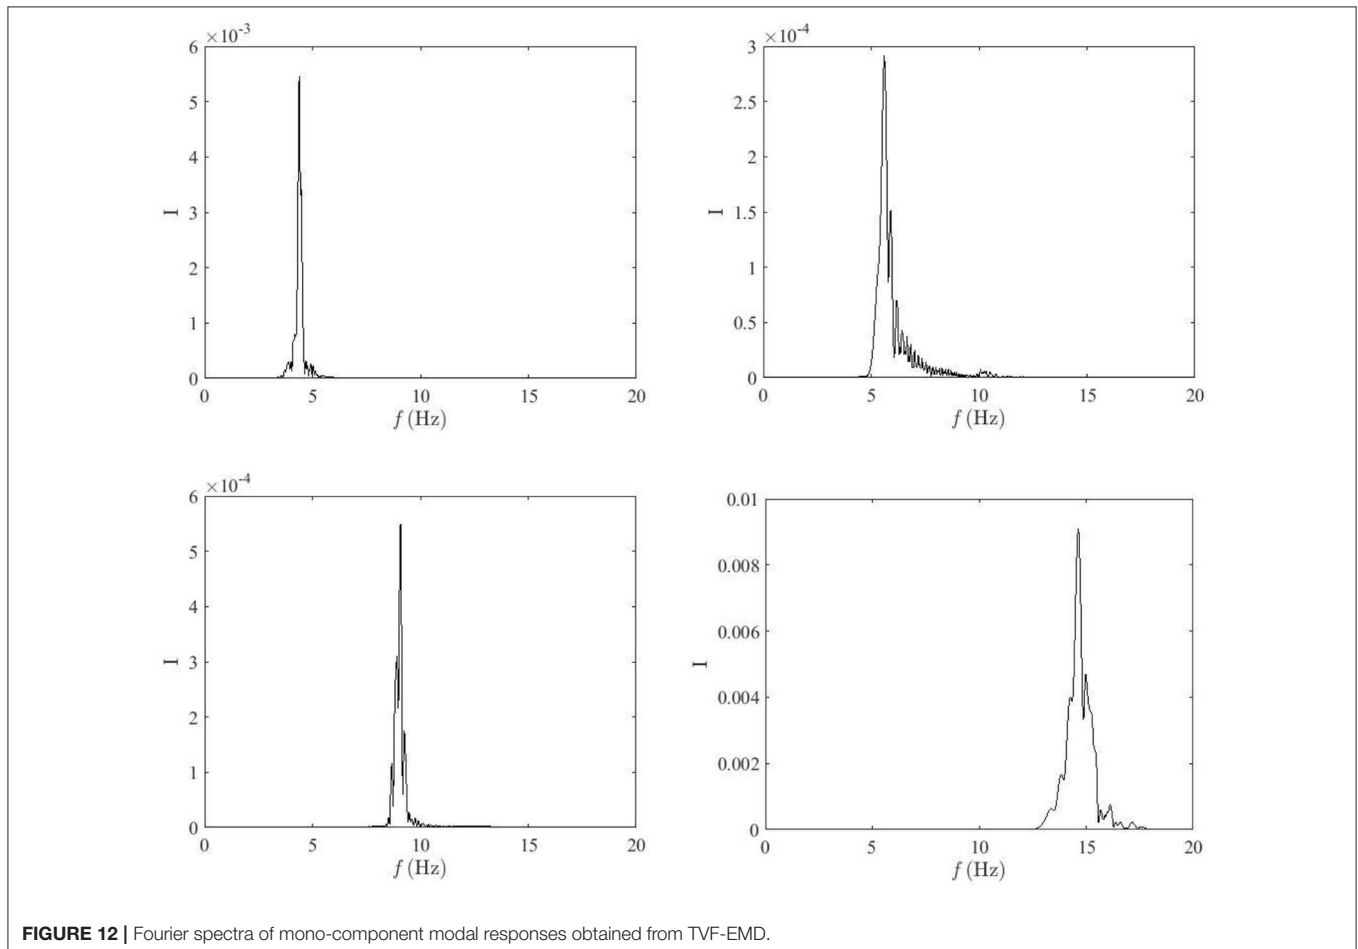 ×10-3
6
5
4
3
2
1
0
0 5 10 15 20
I
f (Hz)
×10-4
3
2.5
2
1.5
1
0.5
0
0 5 10 15 20
I
f (Hz)
×10-4
6
5
4
3
2
1
0
0 5 10 15 20
I
f (Hz)
0.01
0.008
0.006
0.004
0.002
0
0 5 10 15 20
I
f (Hz)
FIGURE 12 | Fourier spectra of mono-component modal responses obtained from TVF-EMD.